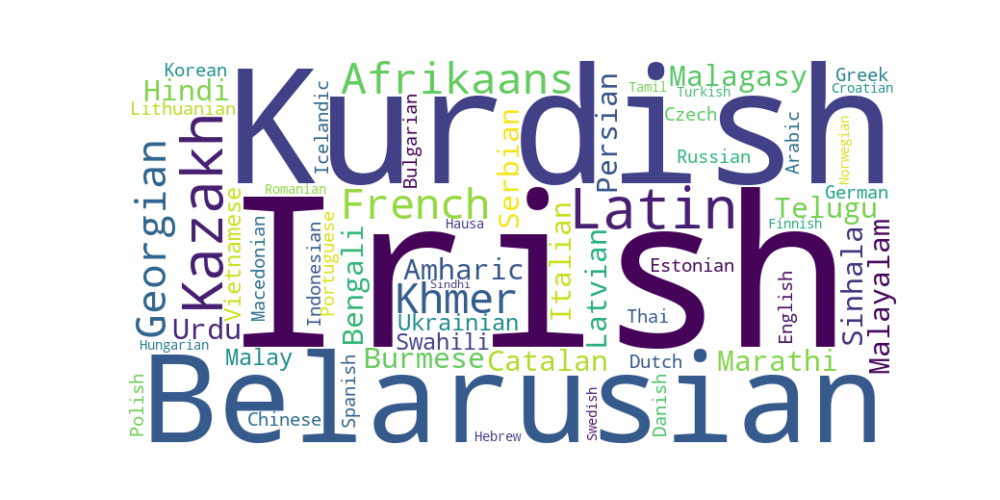 Korean
Hindi
Lithuanian
Kurdish
Afrikaans
Icelandic
Bulgarian
Serbian
Persian
Tamil
Malagasy
Turkish
Czech
Russian
Arabic
Greek
Croatian
Norwegian
Kazakh
Georgian
Vietnamese
Romanian
Macedonian
Indonesian
Portuguese
French
Hausa
Latin
German
Telugu
Finnish
Irish
Bengali
Amharic
Sindhi
Khmer
Ukrainian
Swahili
Italian
Latvian
Estonian
Thai
English
Sinhala
Malayalam
Urdu
Hungarian
Malay
Burmese
Catalan
Dutch
Marathi
Belarusian
Polish
Chinese
Spanish
Hebrew
Swedish
Danish